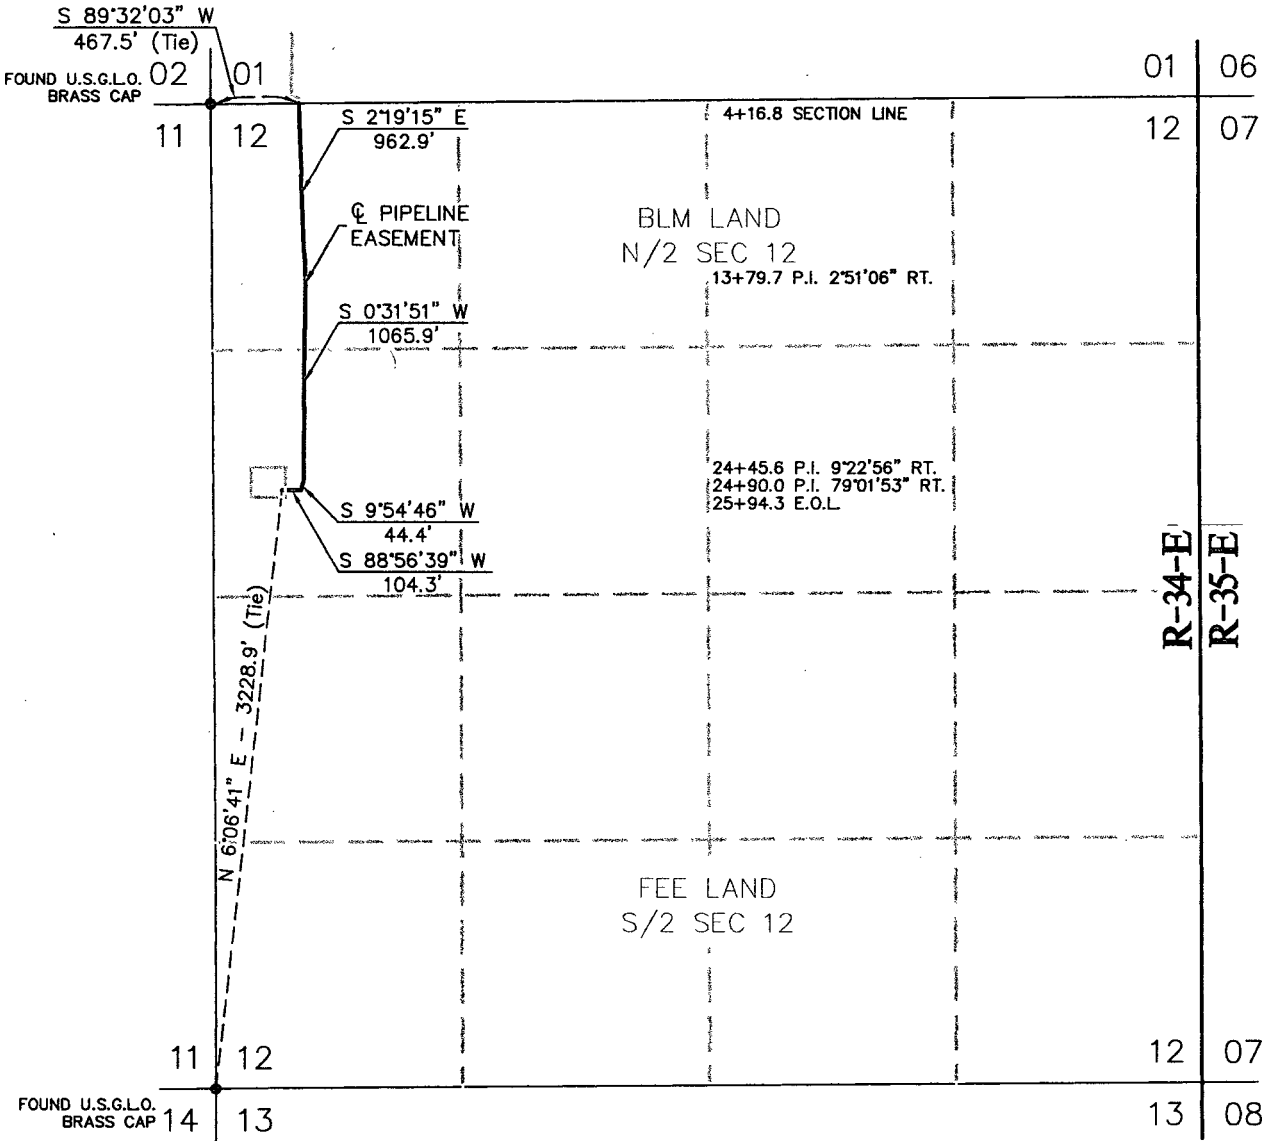 S 89°32'03" W
467.5' (Tie)
FOUND U.S.G.L.O.
BRASS CAP
02 01
11 12
01 06
12 07
S 2°19'15" E
962.9'
4+16.8 SECTION LINE
℄ PIPELINE
EASEMENT
BLM LAND
N/2 SEC 12
13+79.7 P.I. 2°51'06" RT.
S 0°31'51" W
1065.9'
24+45.6 P.I. 9°22'56" RT.
24+90.0 P.I. 79°01'53" RT.
25+94.3 E.O.L.
S 9°54'46" W
44.4'
S 88°56'39" W
104.3'
R-34-E
R-35-E
N 6°06'41" E - 3228.9' (Tie)
FEE LAND
S/2 SEC 12
11 12
12 07
FOUND U.S.G.L.O.
BRASS CAP
14 13
13 08